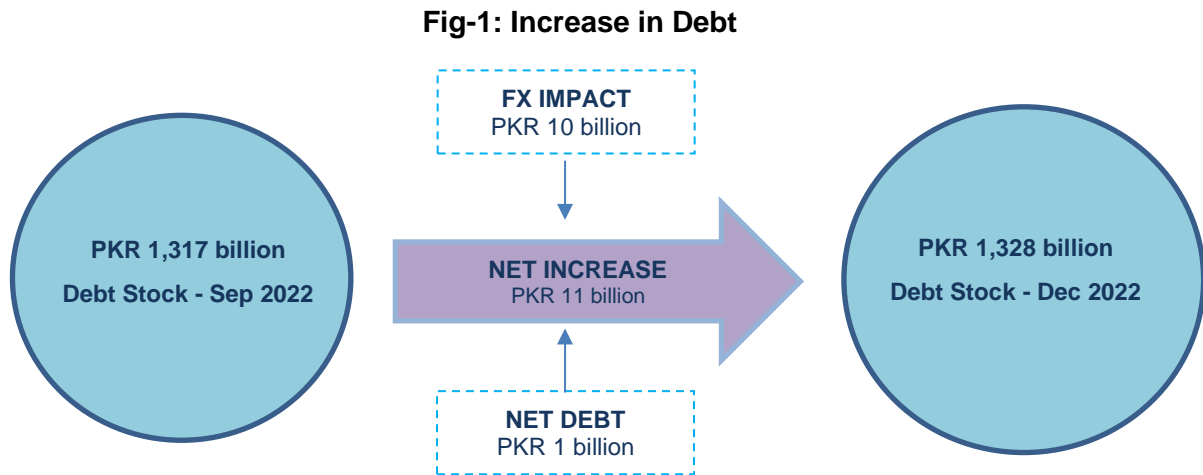 Fig-1: Increase in Debt
FX IMPACT
PKR 10 billion
PKR 1,317 billion
Debt Stock - Sep 2022
NET INCREASE
PKR 11 billion
PKR 1,328 billion
Debt Stock - Dec 2022
NET DEBT
PKR 1 billion